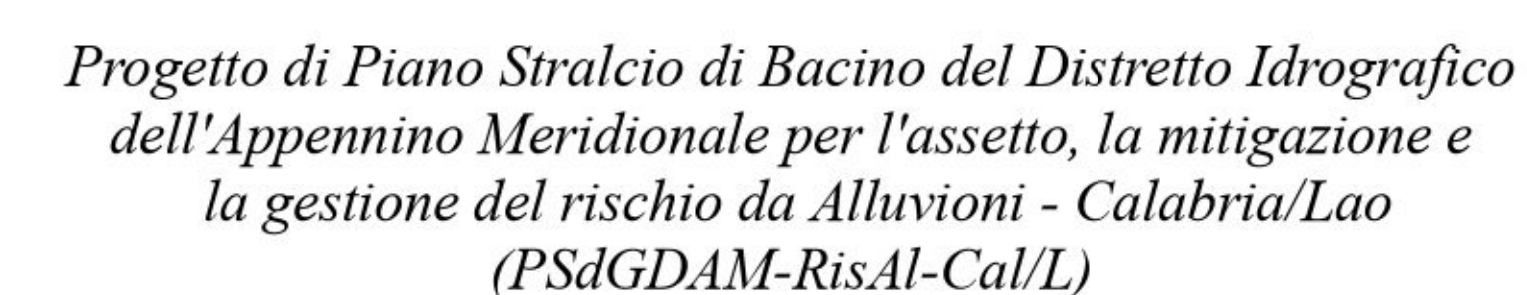 Progetto di Piano Stralcio di Bacino del Distretto Idrografico
dell'Appennino Meridionale per l'assetto, la mitigazione e
la gestione del rischio da Alluvioni - Calabria/Lao
(PSdGDAM-RisAl-Cal/L)